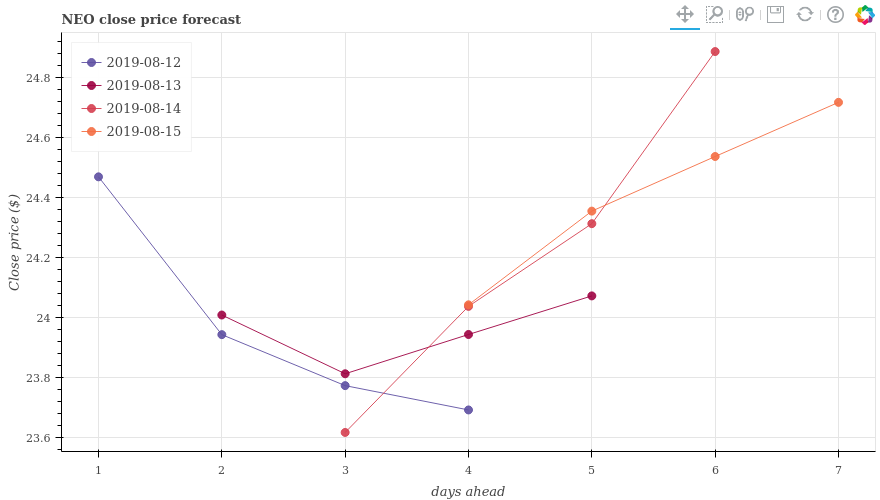 NEO close price forecast
2019-08-12
2019-08-13
2019-08-14
2019-08-15
Close price ($)
24.8
24.6
24.4
24.2
24
23.8
23.6
1 2 3 4 5 6 7
days ahead